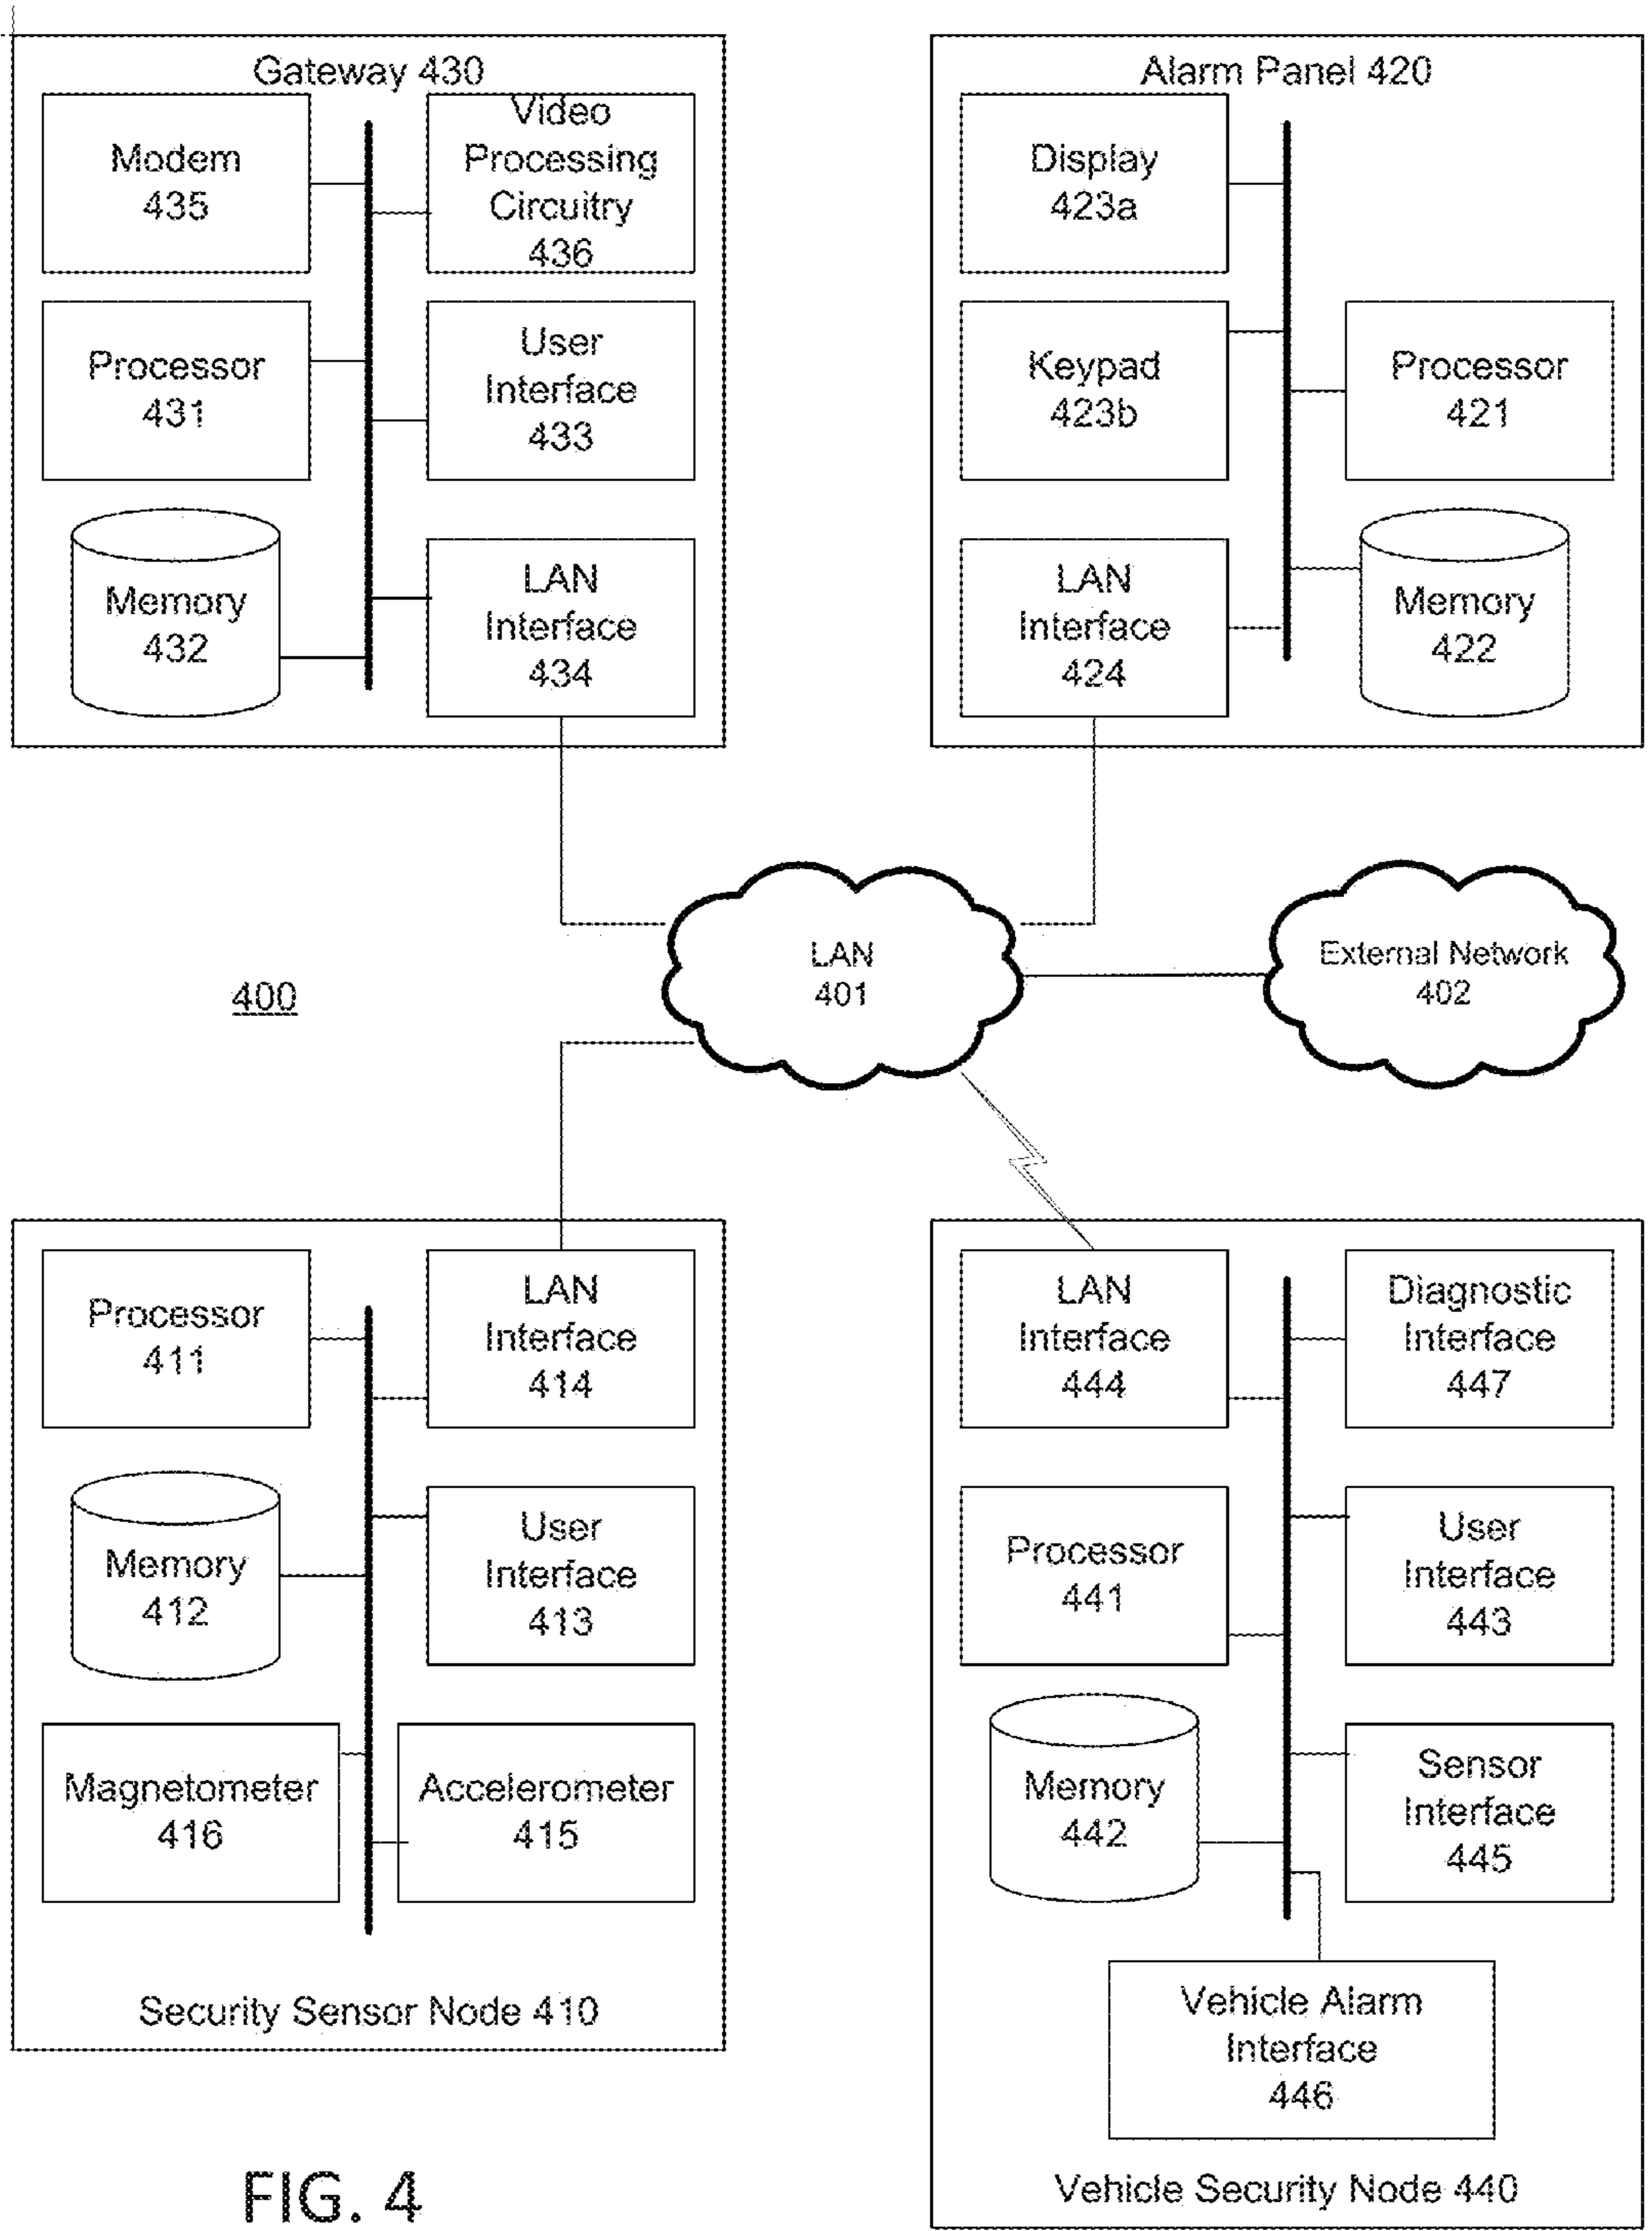 Gateway 430
Modem
435
Video
Processing
Circuitry
436
Processor
431
User
Interface
433
Memory
432
LAN
Interface
434
Alarm Panel 420
Display
423a
Keypad
423b
Processor
421
LAN
Interface
424
Memory
422
LAN
401
External Network
402
400
Processor
411
LAN
Interface
414
Memory
412
User
Interface
413
Magnetometer
416
Accelerometer
415
Security Sensor Node 410
LAN
Interface
444
Diagnostic
Interface
447
Processor
441
User
Interface
443
Memory
442
Sensor
Interface
445
Vehicle Alarm
Interface
446
Vehicle Security Node 440
FIG. 4